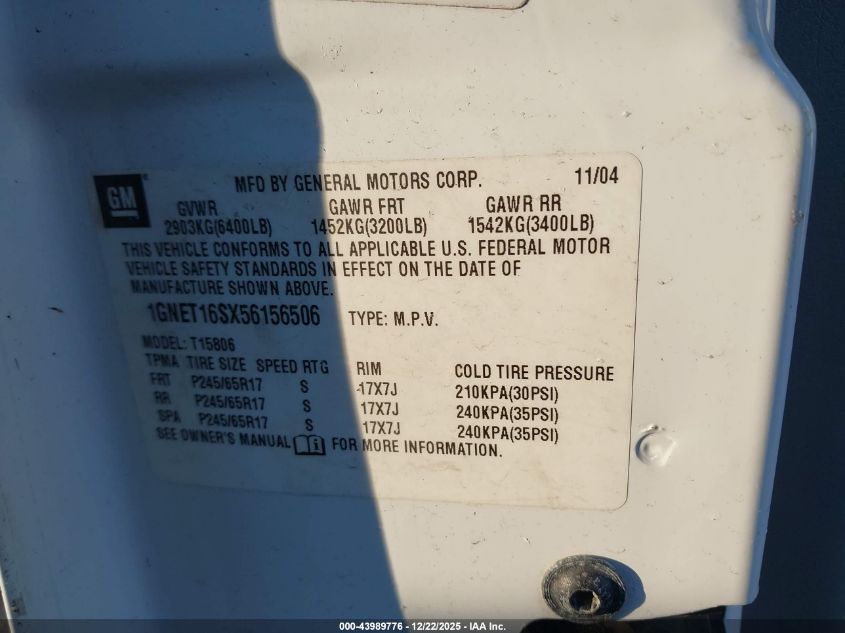 GM
MFD BY GENERAL MOTORS CORP. 11/04
GVWR GAWR FRT GAWR RR
2903KG(6400LB) 1452KG(3200LB) 1542KG(3400LB)
THIS VEHICLE CONFORMS TO ALL APPLICABLE U.S. FEDERAL MOTOR
VEHICLE SAFETY STANDARDS IN EFFECT ON THE DATE OF
MANUFACTURE SHOWN ABOVE.
1GNET16SX56156506 TYPE: M.P.V.
MODEL: T15806
TPMA TIRE SIZE SPEED RTG RIM COLD TIRE PRESSURE
FRT P245/65R17 S 17X7J 210KPA(30PSI)
RR P245/65R17 S 17X7J 240KPA(35PSI)
SPA P245/65R17 S 17X7J 240KPA(35PSI)
SEE OWNER'S MANUAL FOR MORE INFORMATION.
000-43989776 - 12/22/2025 - IAA Inc.